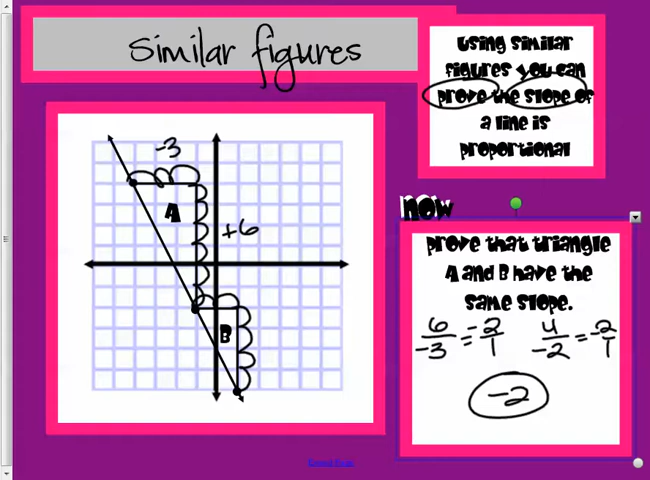 Similar figures
Using similar
figures you can
prove the slope of
a line is
proportional
-3
A
+6
B
now
prove that triangle
A and B have the
same slope.
6/-3 = -2/1 4/-2 = -2/1
-2